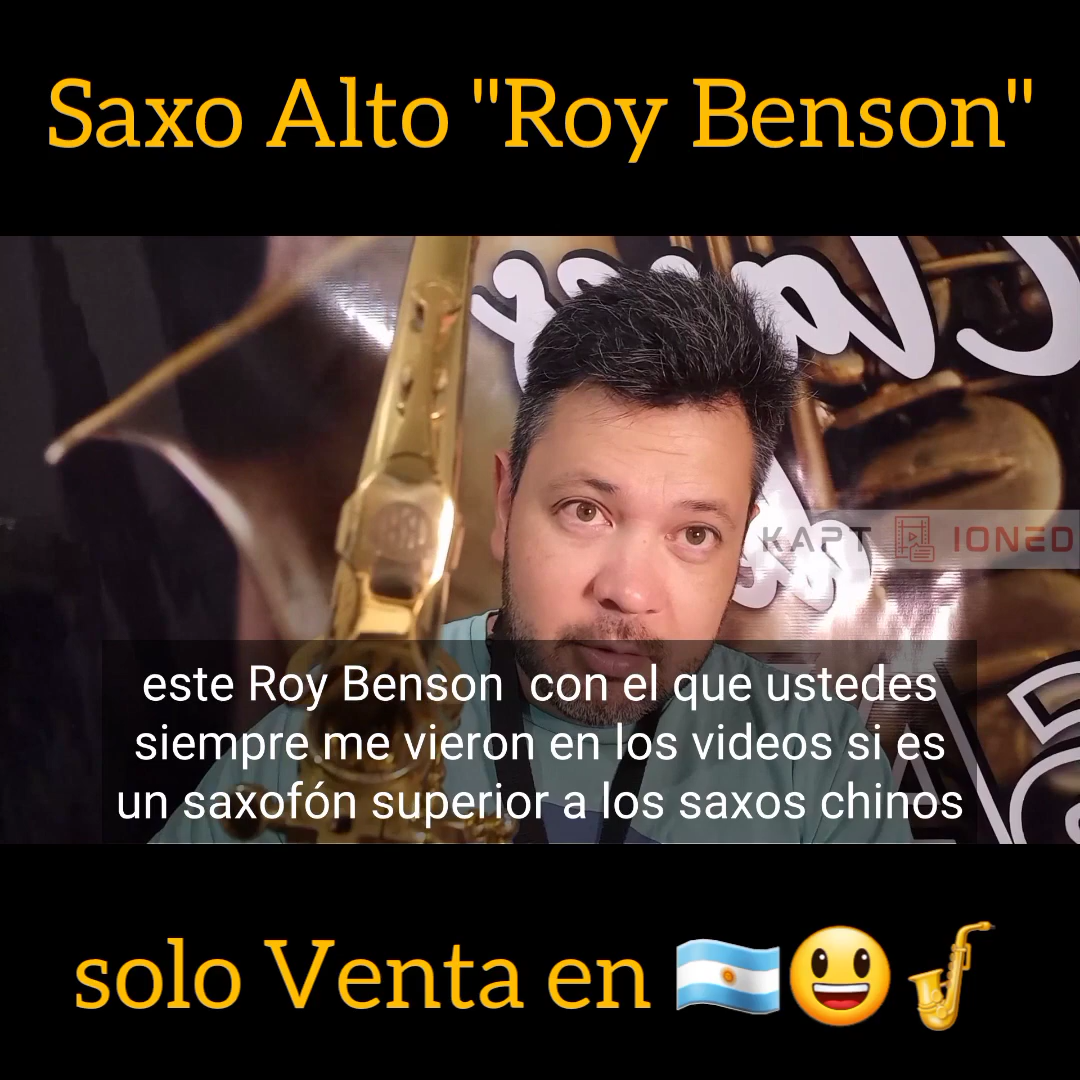 Saxo Alto "Roy Benson"
KAPTIONED
este Roy Benson con el que ustedes
siempre me vieron en los videos si es
un saxofón superior a los saxos chinos
solo Venta en 🇦🇷😃🎷